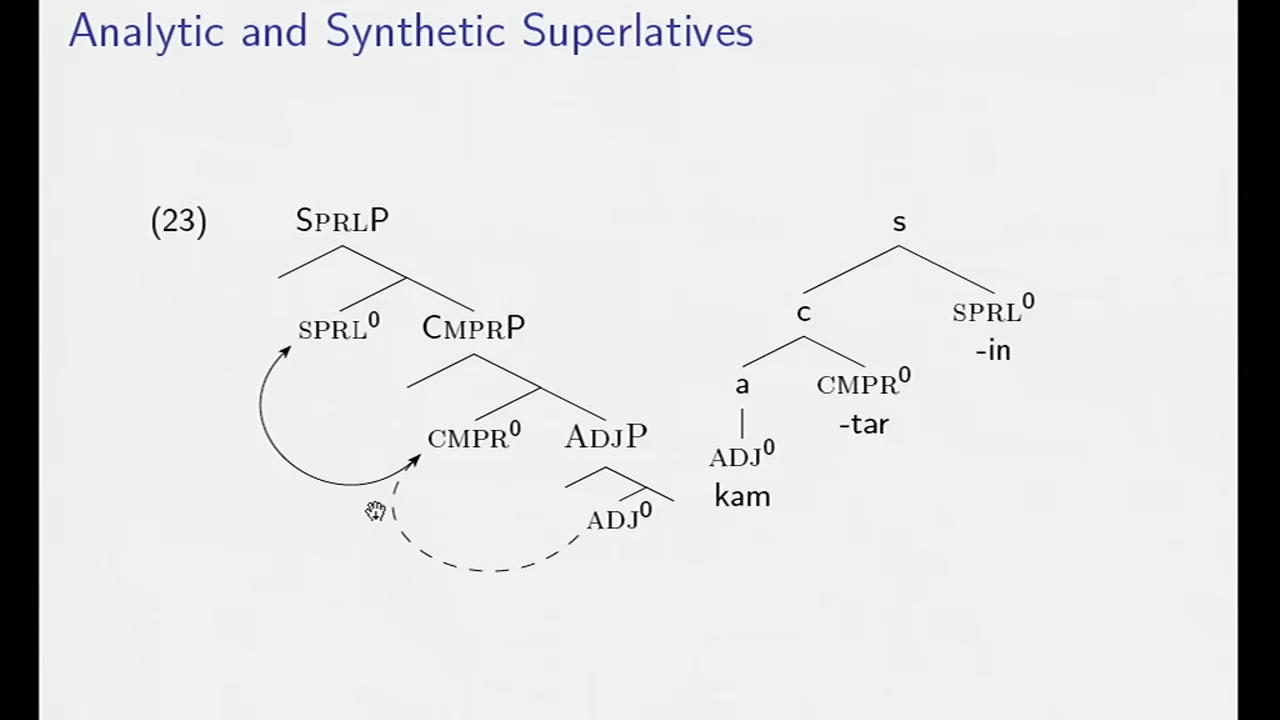 Analytic and Synthetic Superlatives
(23)
SPRLP
SPRL⁰ CMPRP
CMPR⁰ ADJP
ADJ⁰
s
c SPRL⁰
-in
a CMPR⁰
-tar
ADJ⁰
kam